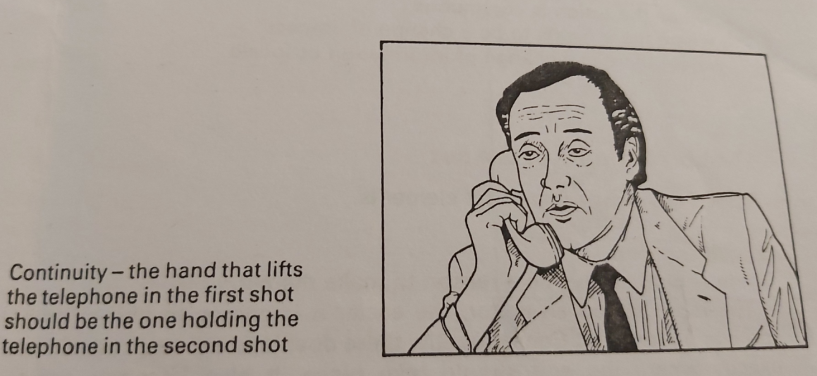 Continuity – the hand that lifts
the telephone in the first shot
should be the one holding the
telephone in the second shot